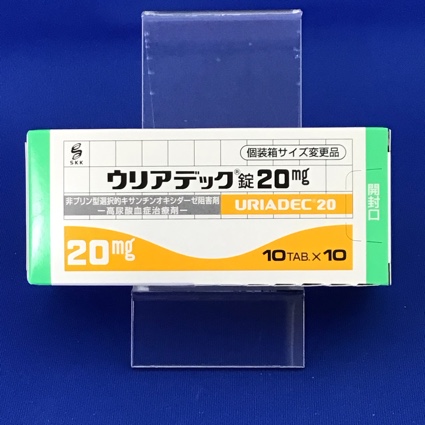 SKK
個装箱サイズ変更品
ウリアデック®錠20mg
非プリン型選択的キサンチンオキシダーゼ阻害剤
―高尿酸血症治療剤―
URIADEC® 20
20mg
10TAB.×10
開封口